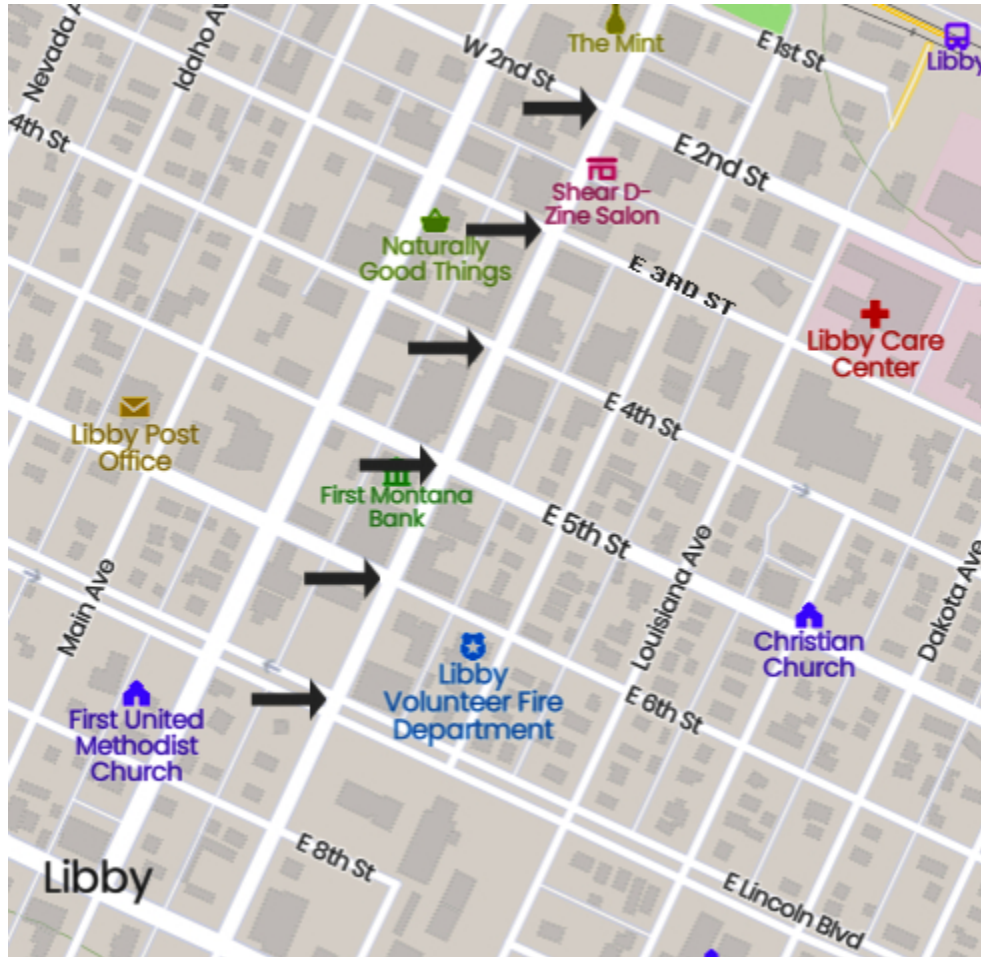 Nevada A
Idaho Av
The Mint
E 1st St
Libby
W 2nd St
4th St
E 2nd St
Shear D-
Zine Salon
Naturally
Good Things
E 3RD ST
Libby Care
Center
Libby Post
Office
E 4th St
First Montana
Bank
E 5th St
Main Ave
Louisiana Ave
Dakota Ave
Christian
Church
Libby
Volunteer Fire
Department
E 6th St
First United
Methodist
Church
E 8th St
Libby
E Lincoln Blvd